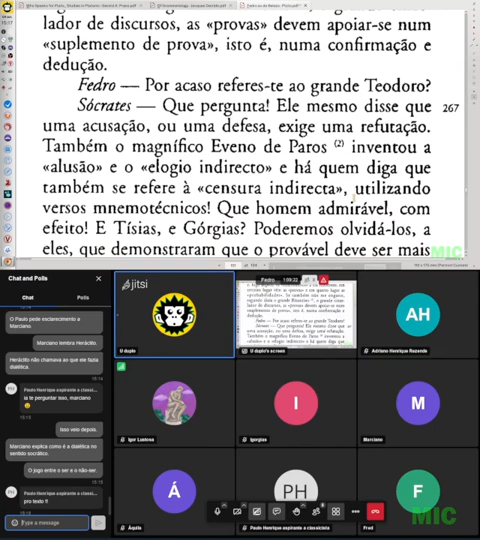 lador de discursos, as «provas» devem apoiar-se num
«suplemento de prova», isto é, numa confirmação e
dedução.
Fedro — Por acaso referes-te ao grande Teodoro?
Sócrates — Que pergunta! Ele mesmo disse que 267
uma acusação, ou uma defesa, exige uma refutação.
Também o magnífico Eveno de Paros (2) inventou a
«alusão» e o «elogio indirecto» e há quem diga que
também se refere à «censura indirecta», utilizando
versos mnemotécnicos! Que homem admirável, com
efeito! E Tísias, e Górgias? Poderemos olvidá-los, a
eles, que demonstraram que o provável deve ser mais
MIC
Chat and Polls
Chat
Polls
O Paulo pede esclarecimento a
Marciano.
Marciano lembra Heráclito.
Heráclito não chamava ao que ele fazia
dialética.
Paulo Henrique aspirante a classi...
ia te perguntar isso, marciano
Isso veio depois.
Marciano explica como é a dialética no
sentido socrático.
O jogo entre o ser e o não-ser.
Paulo Henrique aspirante a classi...
pro texto !!
Type a message
jitsi
U duplo
Fedro...
U duplo's screen
AH
Adriano Henrique Rezende
Igor Lustosa
I
Igorgias
M
Marciano
Á
Águila
PH
Paulo Henrique aspirante a classicista
F
Fred
MIC